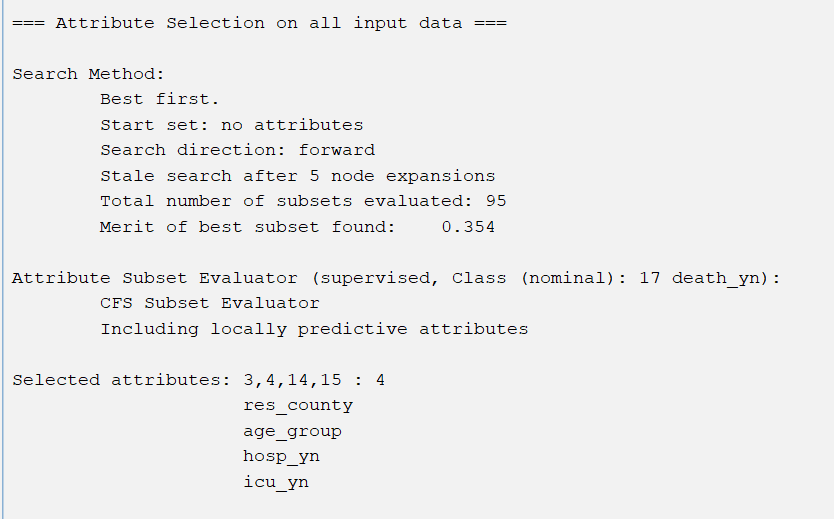 === Attribute Selection on all input data ===
Search Method:
Best first.
Start set: no attributes
Search direction: forward
Stale search after 5 node expansions
Total number of subsets evaluated: 95
Merit of best subset found:    0.354
Attribute Subset Evaluator (supervised, Class (nominal): 17 death_yn):
CFS Subset Evaluator
Including locally predictive attributes
Selected attributes: 3,4,14,15 : 4
res_county
age_group
hosp_yn
icu_yn